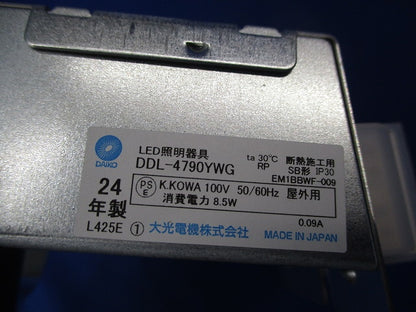 DAIKO
LED照明器具
DDL-4790YWG
ta 30℃ 断熱施工用
RP SB形 IP30
EM1BBWF-009
24
年製
L425E ①
PS
E
K.KOWA 100V 50/60Hz 屋外用
消費電力 8.5W
0.09A
大光電機株式会社 MADE IN JAPAN